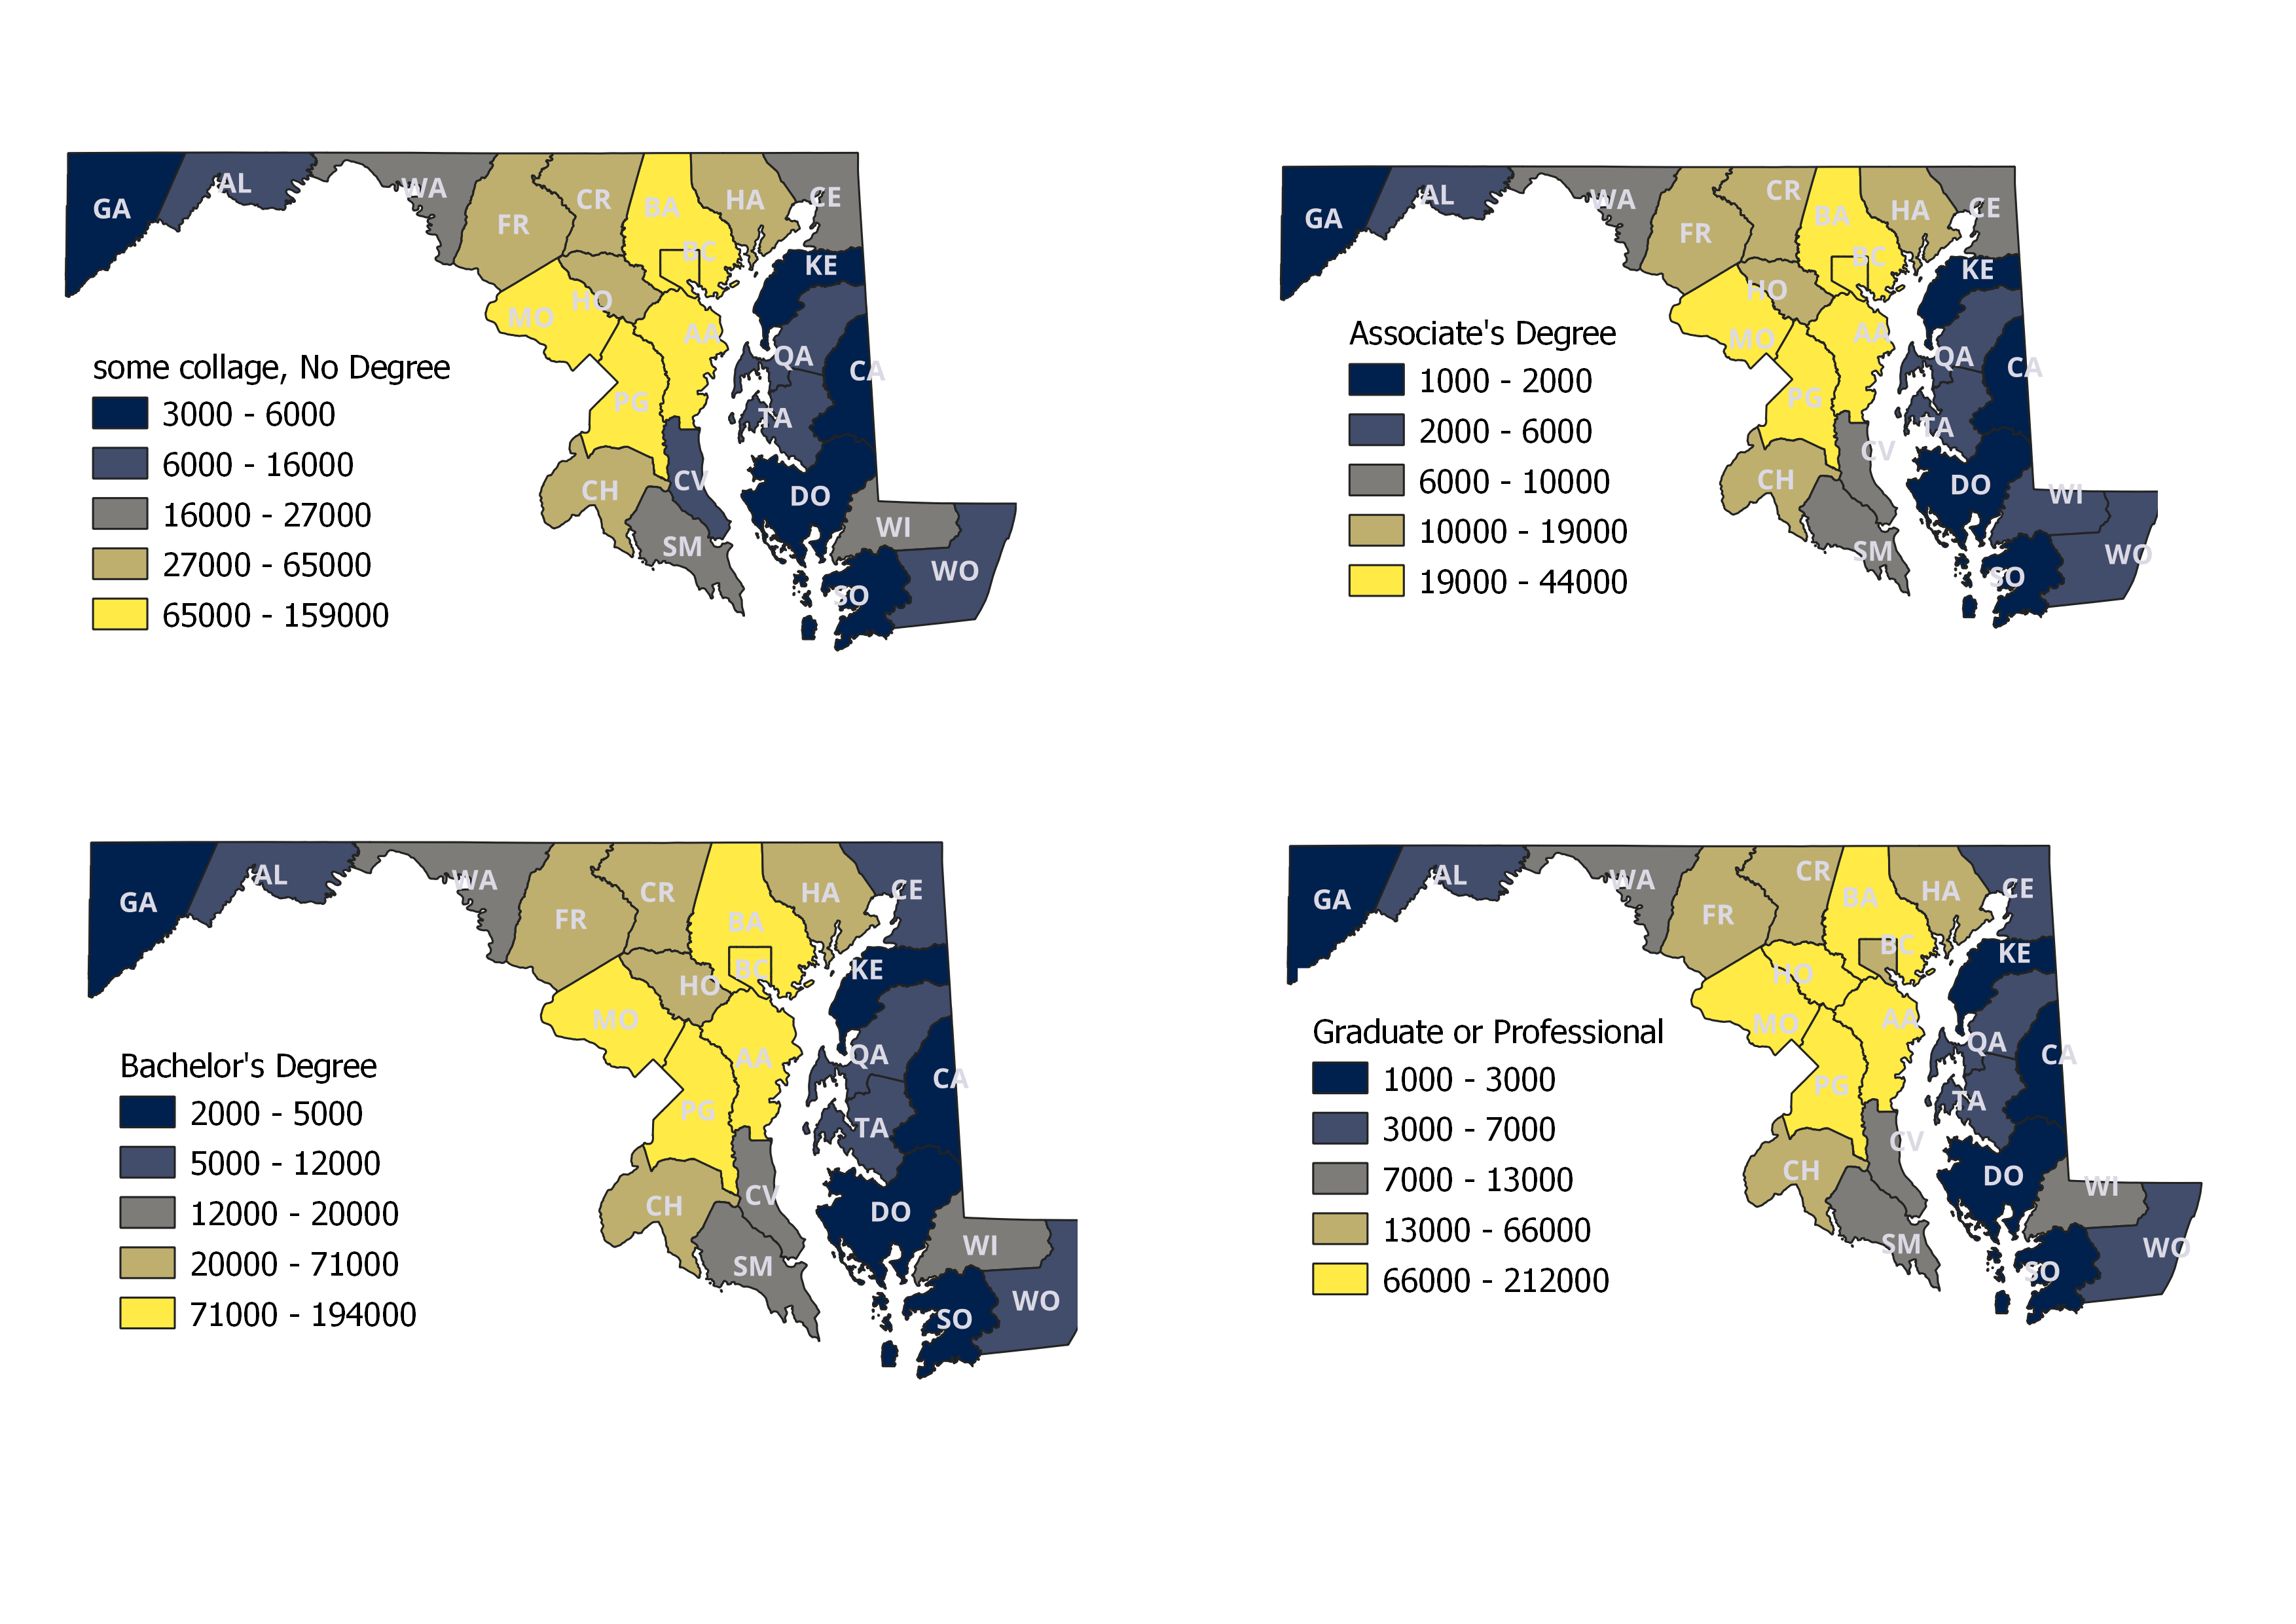 GA
AL
WA
FR
CR
BA
HA
CE
BC
KE
HO
MO
AA
QA
CA
PG
TA
CV
CH
DO
SM
WI
WO
SO
some collage, No Degree
3000 - 6000
6000 - 16000
16000 - 27000
27000 - 65000
65000 - 159000
GA
AL
WA
FR
CR
BA
HA
CE
BC
KE
HO
MO
AA
QA
CA
PG
TA
CV
CH
DO
WI
SM
WO
SO
Associate's Degree
1000 - 2000
2000 - 6000
6000 - 10000
10000 - 19000
19000 - 44000
GA
AL
WA
FR
CR
BA
HA
CE
BC
KE
HO
MO
AA
QA
CA
PG
TA
CV
CH
DO
WI
SM
WO
SO
Bachelor's Degree
2000 - 5000
5000 - 12000
12000 - 20000
20000 - 71000
71000 - 194000
GA
AL
WA
FR
CR
BA
HA
CE
BC
KE
HO
MO
AA
QA
CA
PG
TA
CV
CH
DO
WI
SM
WO
SO
Graduate or Professional
1000 - 3000
3000 - 7000
7000 - 13000
13000 - 66000
66000 - 212000